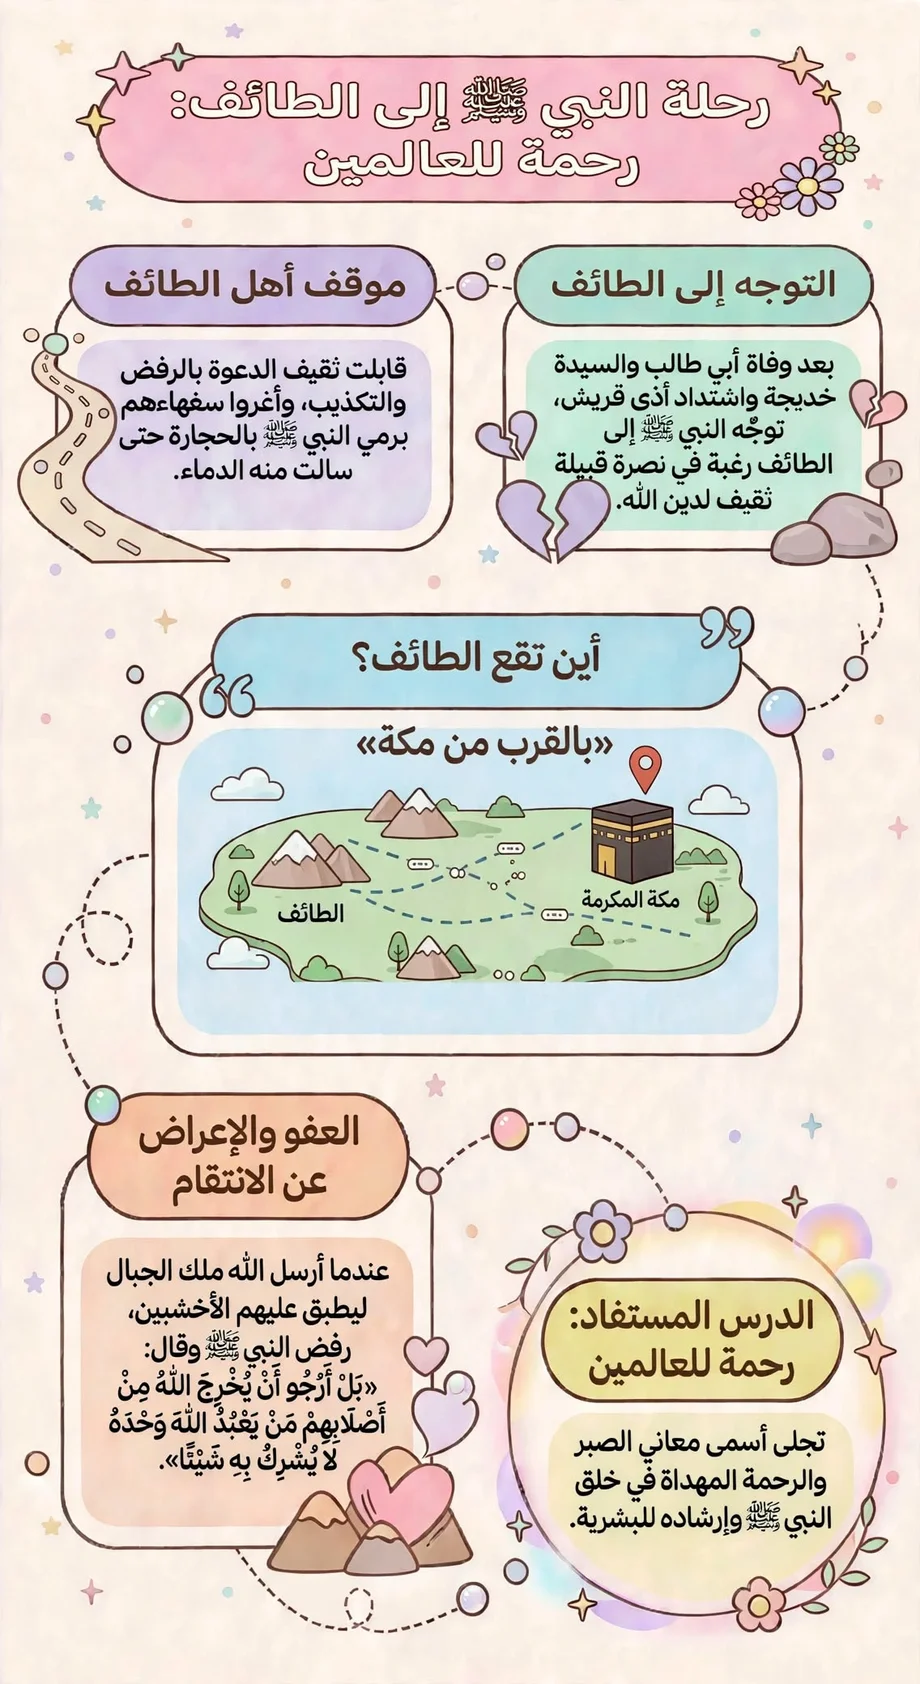 رحلة النبي ﷺ إلى الطائف:
رحمة للعالمين
التوجه إلى الطائف
بعد وفاة أبي طالب والسيدة
خديجة واشتداد أذى قريش،
توجَّه النبي ﷺ إلى
الطائف رغبة في نصرة قبيلة
ثقيف لدين الله.
موقف أهل الطائف
قابلت ثقيف الدعوة بالرفض
والتكذيب، وأغروا سفهاءهم
برمي النبي ﷺ بالحجارة حتى
سالت منه الدماء.
أين تقع الطائف؟
«بالقرب من مكة»
مكة المكرمة
الطائف
العفو والإعراض
عن الانتقام
عندما أرسل الله ملك الجبال
ليطبق عليهم الأخشبين،
رفض النبي ﷺ وقال:
«بَلْ أَرْجُو أَنْ يُخْرِجَ اللهُ مِنْ
أَصْلَابِهِمْ مَنْ يَعْبُدُ اللهَ وَحْدَهُ
لَا يُشْرِكُ بِهِ شَيْئًا».
الدرس المستفاد:
رحمة للعالمين
تجلى أسمى معاني الصبر
والرحمة المهداة في خلق
النبي ﷺ وإرشاده للبشرية.